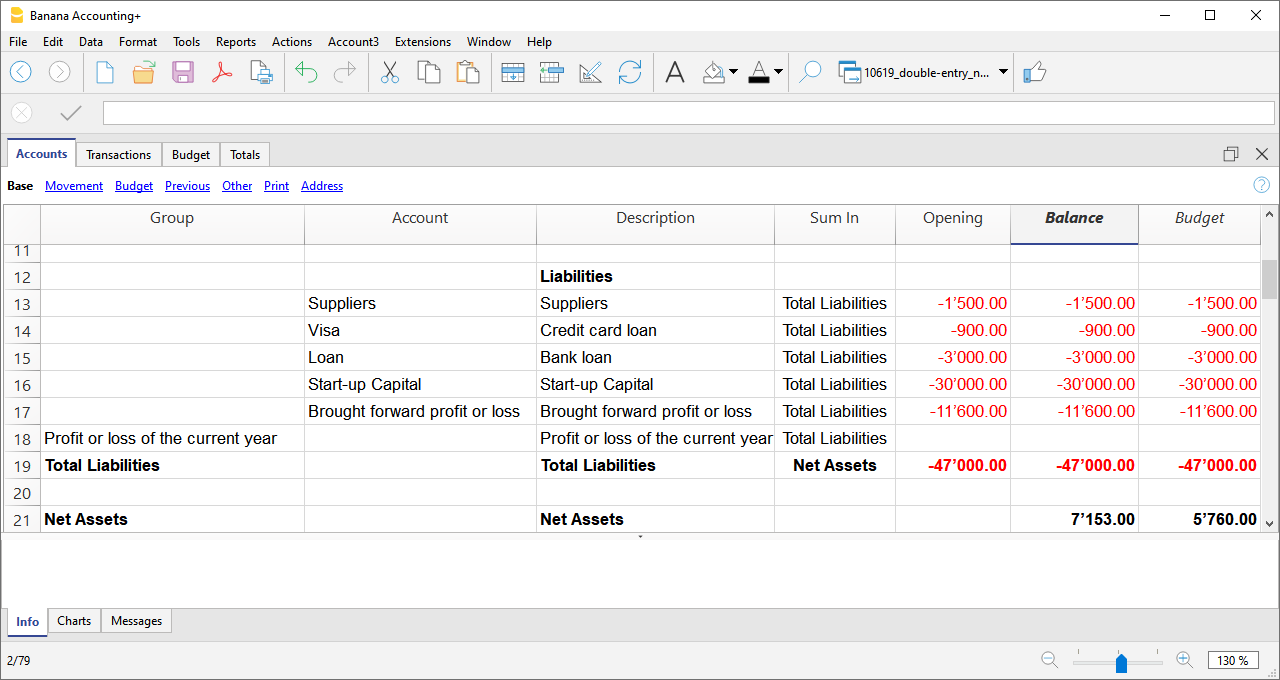 Banana Accounting+
File Edit Data Format Tools Reports Actions Account3 Extensions Window Help
10619_double-entry_n...
Accounts Transactions Budget Totals
Base Movement Budget Previous Other Print Address
Group Account Description Sum In Opening Balance Budget
11
12 Liabilities
13 Suppliers Suppliers Total Liabilities -1’500.00 -1’500.00 -1’500.00
14 Visa Credit card loan Total Liabilities -900.00 -900.00 -900.00
15 Loan Bank loan Total Liabilities -3’000.00 -3’000.00 -3’000.00
16 Start-up Capital Start-up Capital Total Liabilities -30’000.00 -30’000.00 -30’000.00
17 Brought forward profit or loss Brought forward profit or loss Total Liabilities -11’600.00 -11’600.00 -11’600.00
18 Profit or loss of the current year Profit or loss of the current year Total Liabilities
19 Total Liabilities Total Liabilities Net Assets -47’000.00 -47’000.00 -47’000.00
20
21 Net Assets Net Assets 7’153.00 5’760.00
Info Charts Messages
2/79 130 %